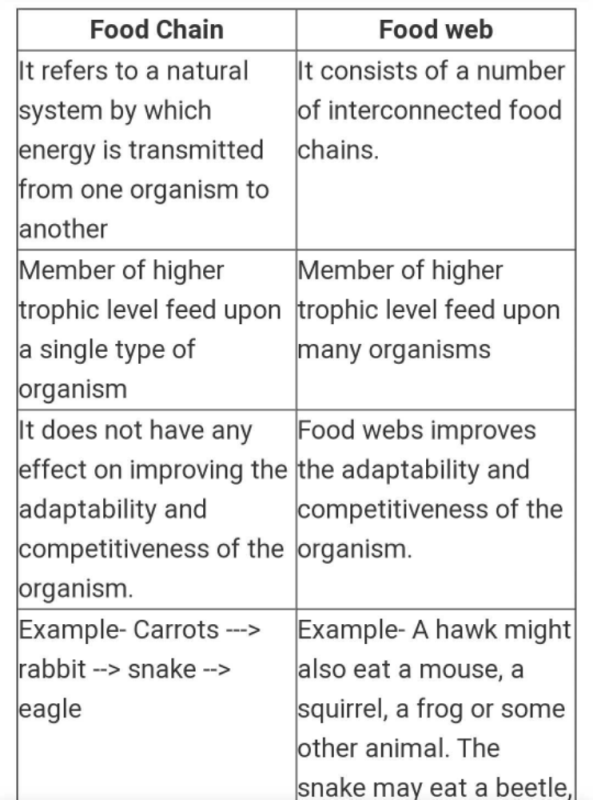 Food Chain
Food web
It refers to a natural
system by which
energy is transmitted
from one organism to
another
It consists of a number
of interconnected food
chains.
Member of higher
trophic level feed upon
a single type of
organism
Member of higher
trophic level feed upon
many organisms
It does not have any
effect on improving the
adaptability and
competitiveness of the
organism.
Food webs improves
the adaptability and
competitiveness of the
organism.
Example- Carrots --->
rabbit --> snake -->
eagle
Example- A hawk might
also eat a mouse, a
squirrel, a frog or some
other animal. The
snake may eat a beetle,